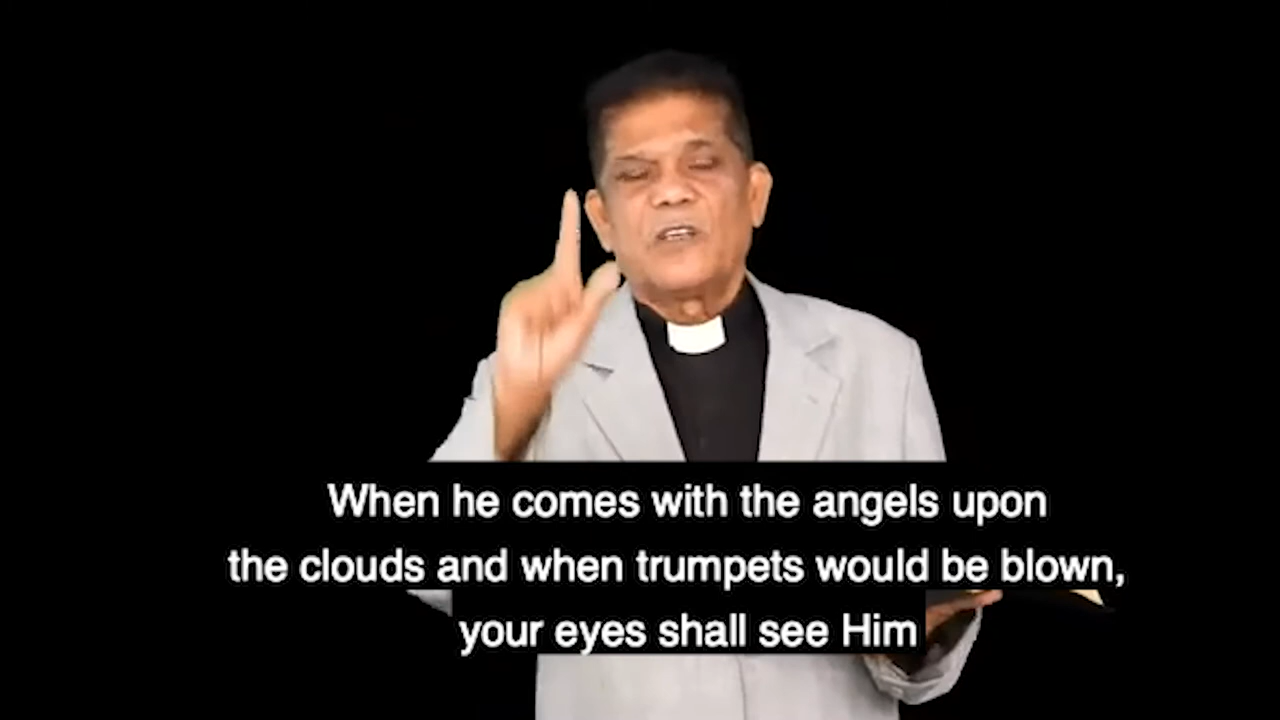 When he comes with the angels upon
the clouds and when trumpets would be blown,
your eyes shall see Him